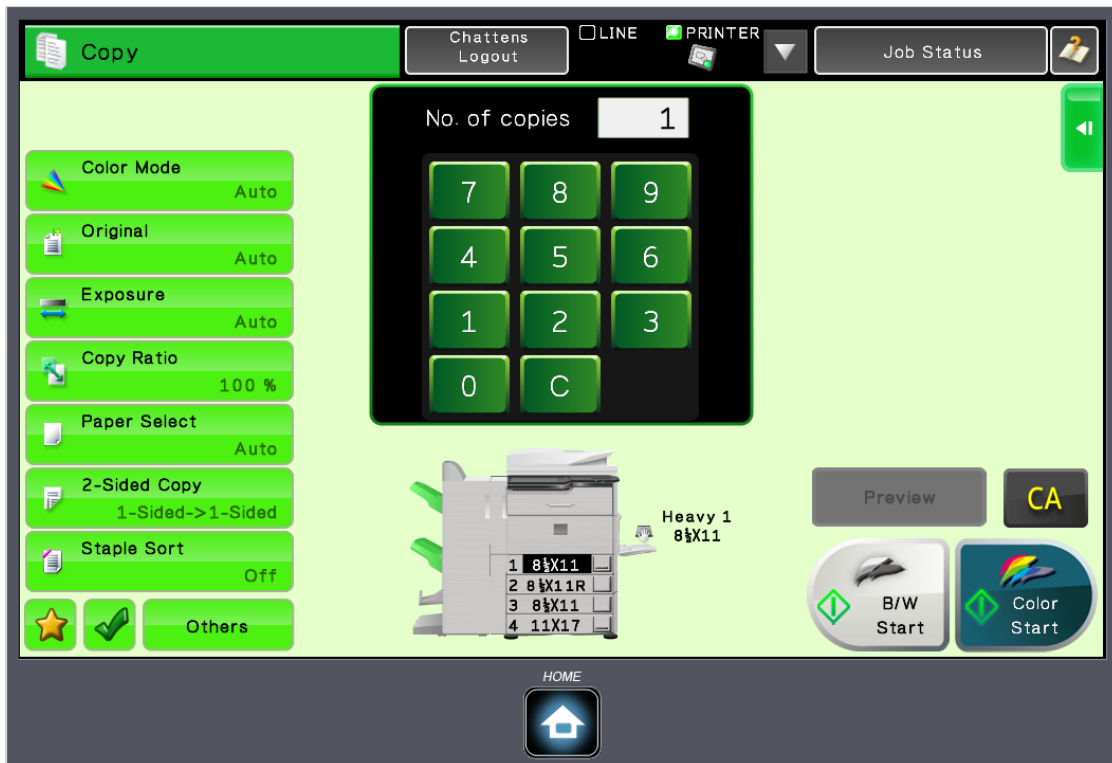 Copy
Chattens
Logout
LINE
PRINTER
Job Status
No. of copies 1
7 8 9
4 5 6
1 2 3
0 C
Color Mode
Auto
Original
Auto
Exposure
Auto
Copy Ratio
100 %
Paper Select
Auto
2-Sided Copy
1-Sided->1-Sided
Staple Sort
Off
Others
Heavy 1
8½X11
1 8½X11
2 8½X11R
3 8½X11
4 11X17
Preview
CA
B/W
Start
Color
Start
HOME